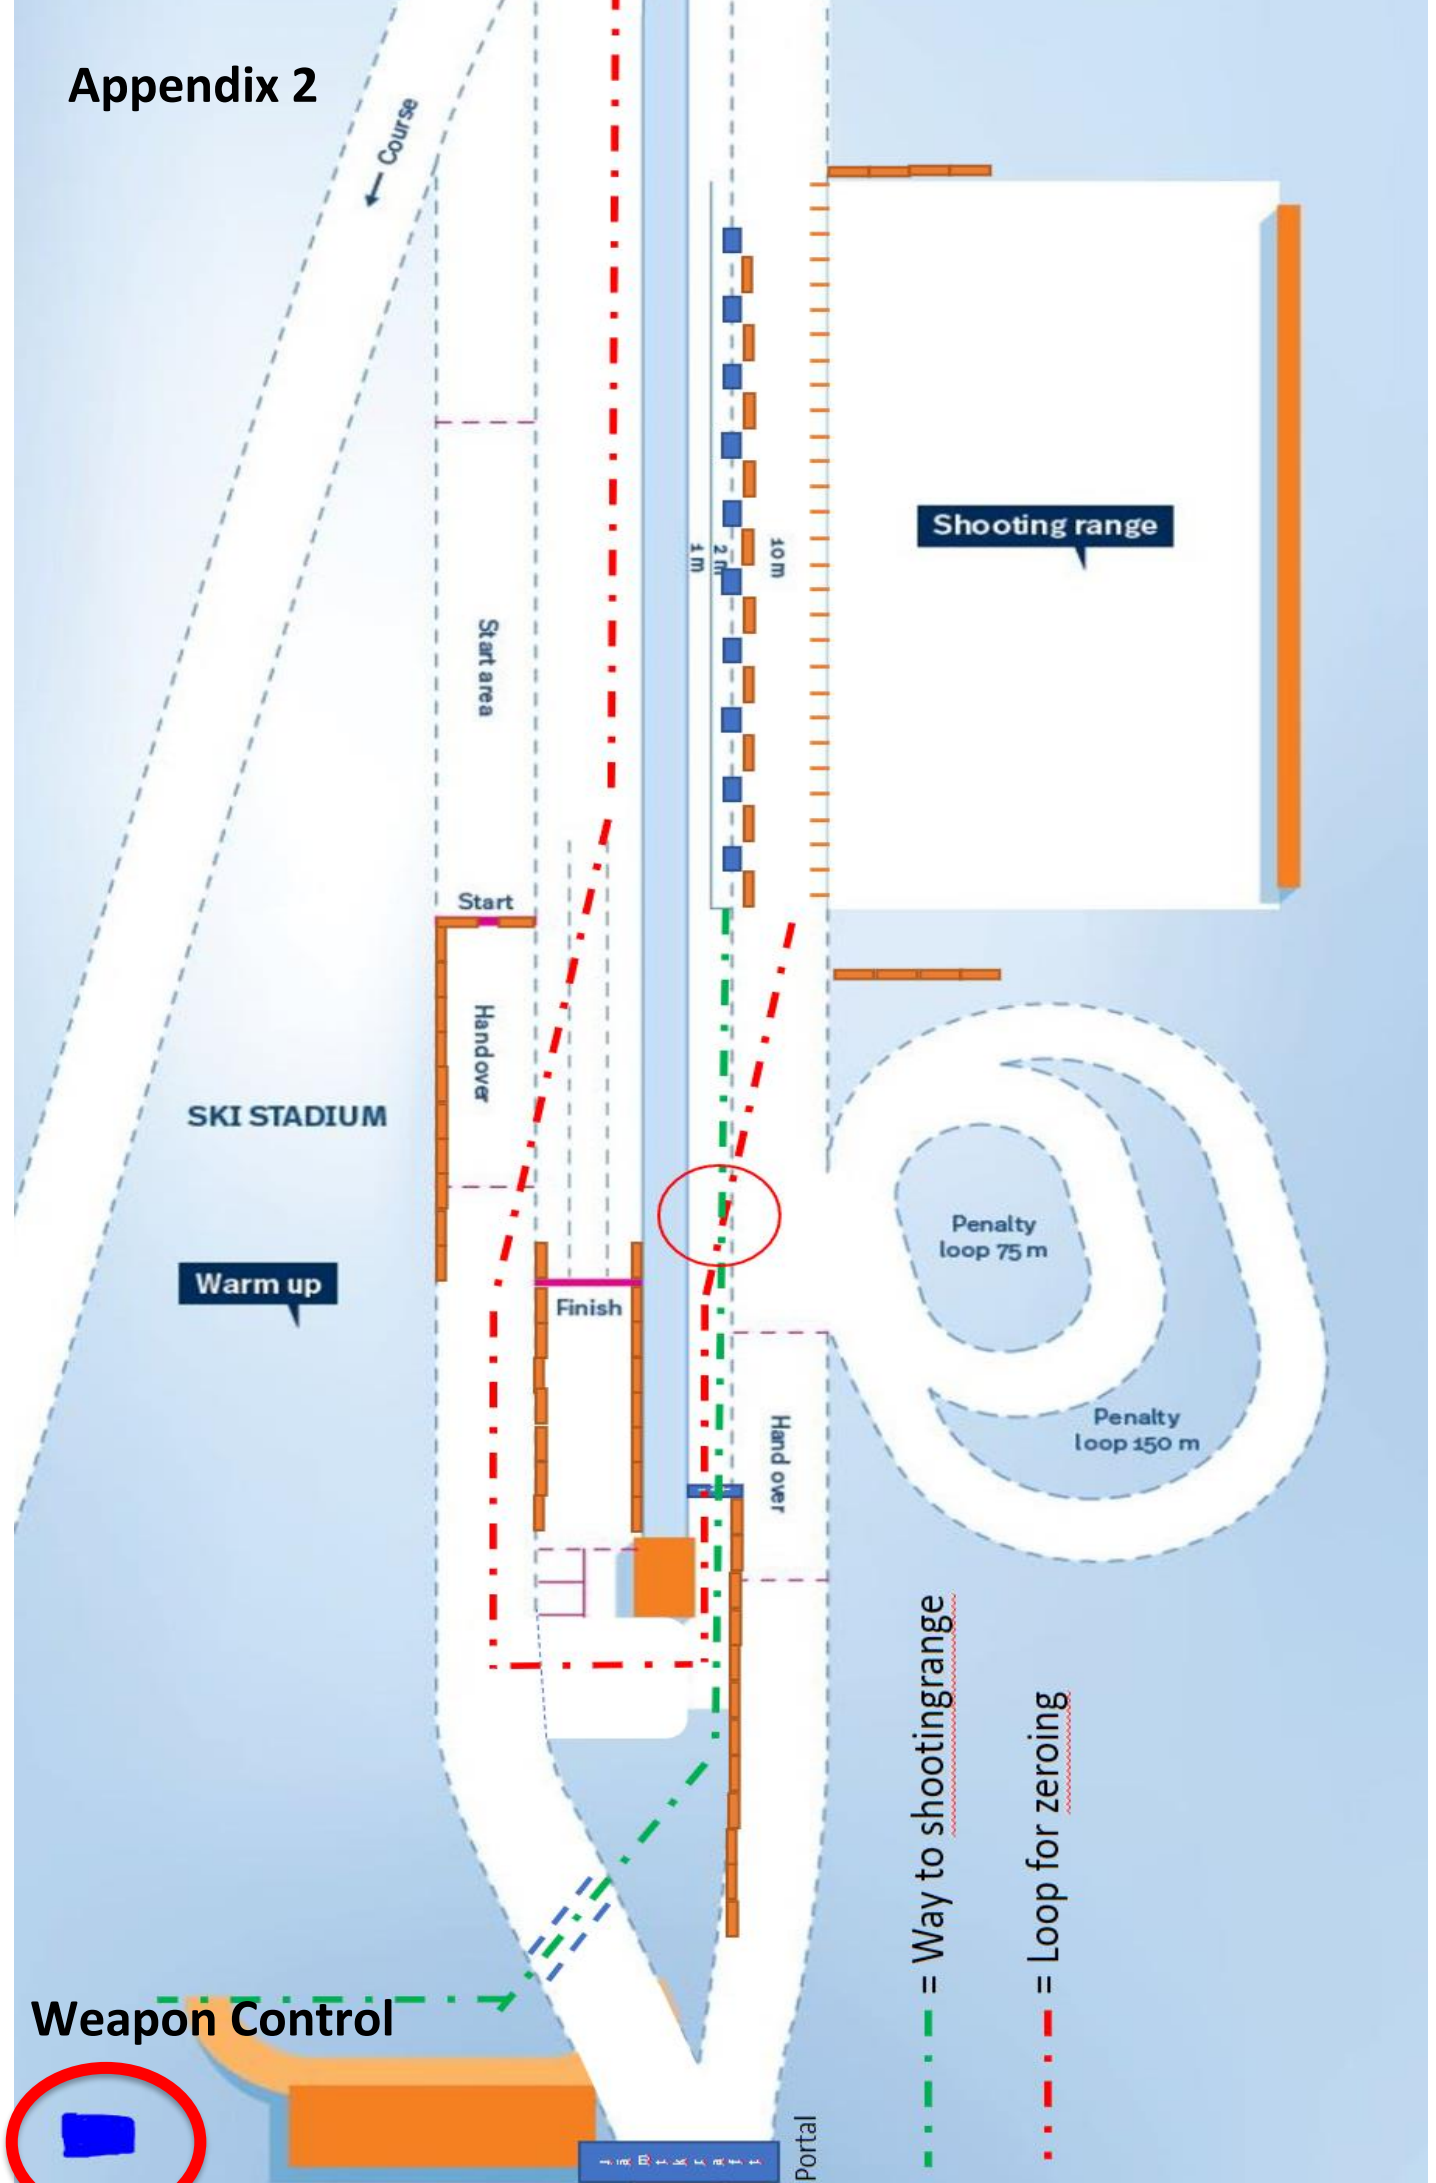 Appendix 2
Course
Shooting range
10 m
2 m
1 m
Start area
Start
Handover
SKI STADIUM
Warm up
Finish
Penalty
loop 75 m
Penalty
loop 150 m
Hand over
= Way to shootingrange
= Loop for zeroing
Weapon Control
Portal
Jämtkraft